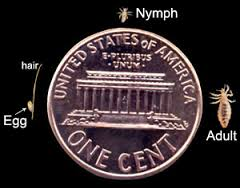 Nymph
hair
Egg
Adult
UNITED STATES OF AMERICA
E·PLURIBUS
·UNUM·
ONE CENT